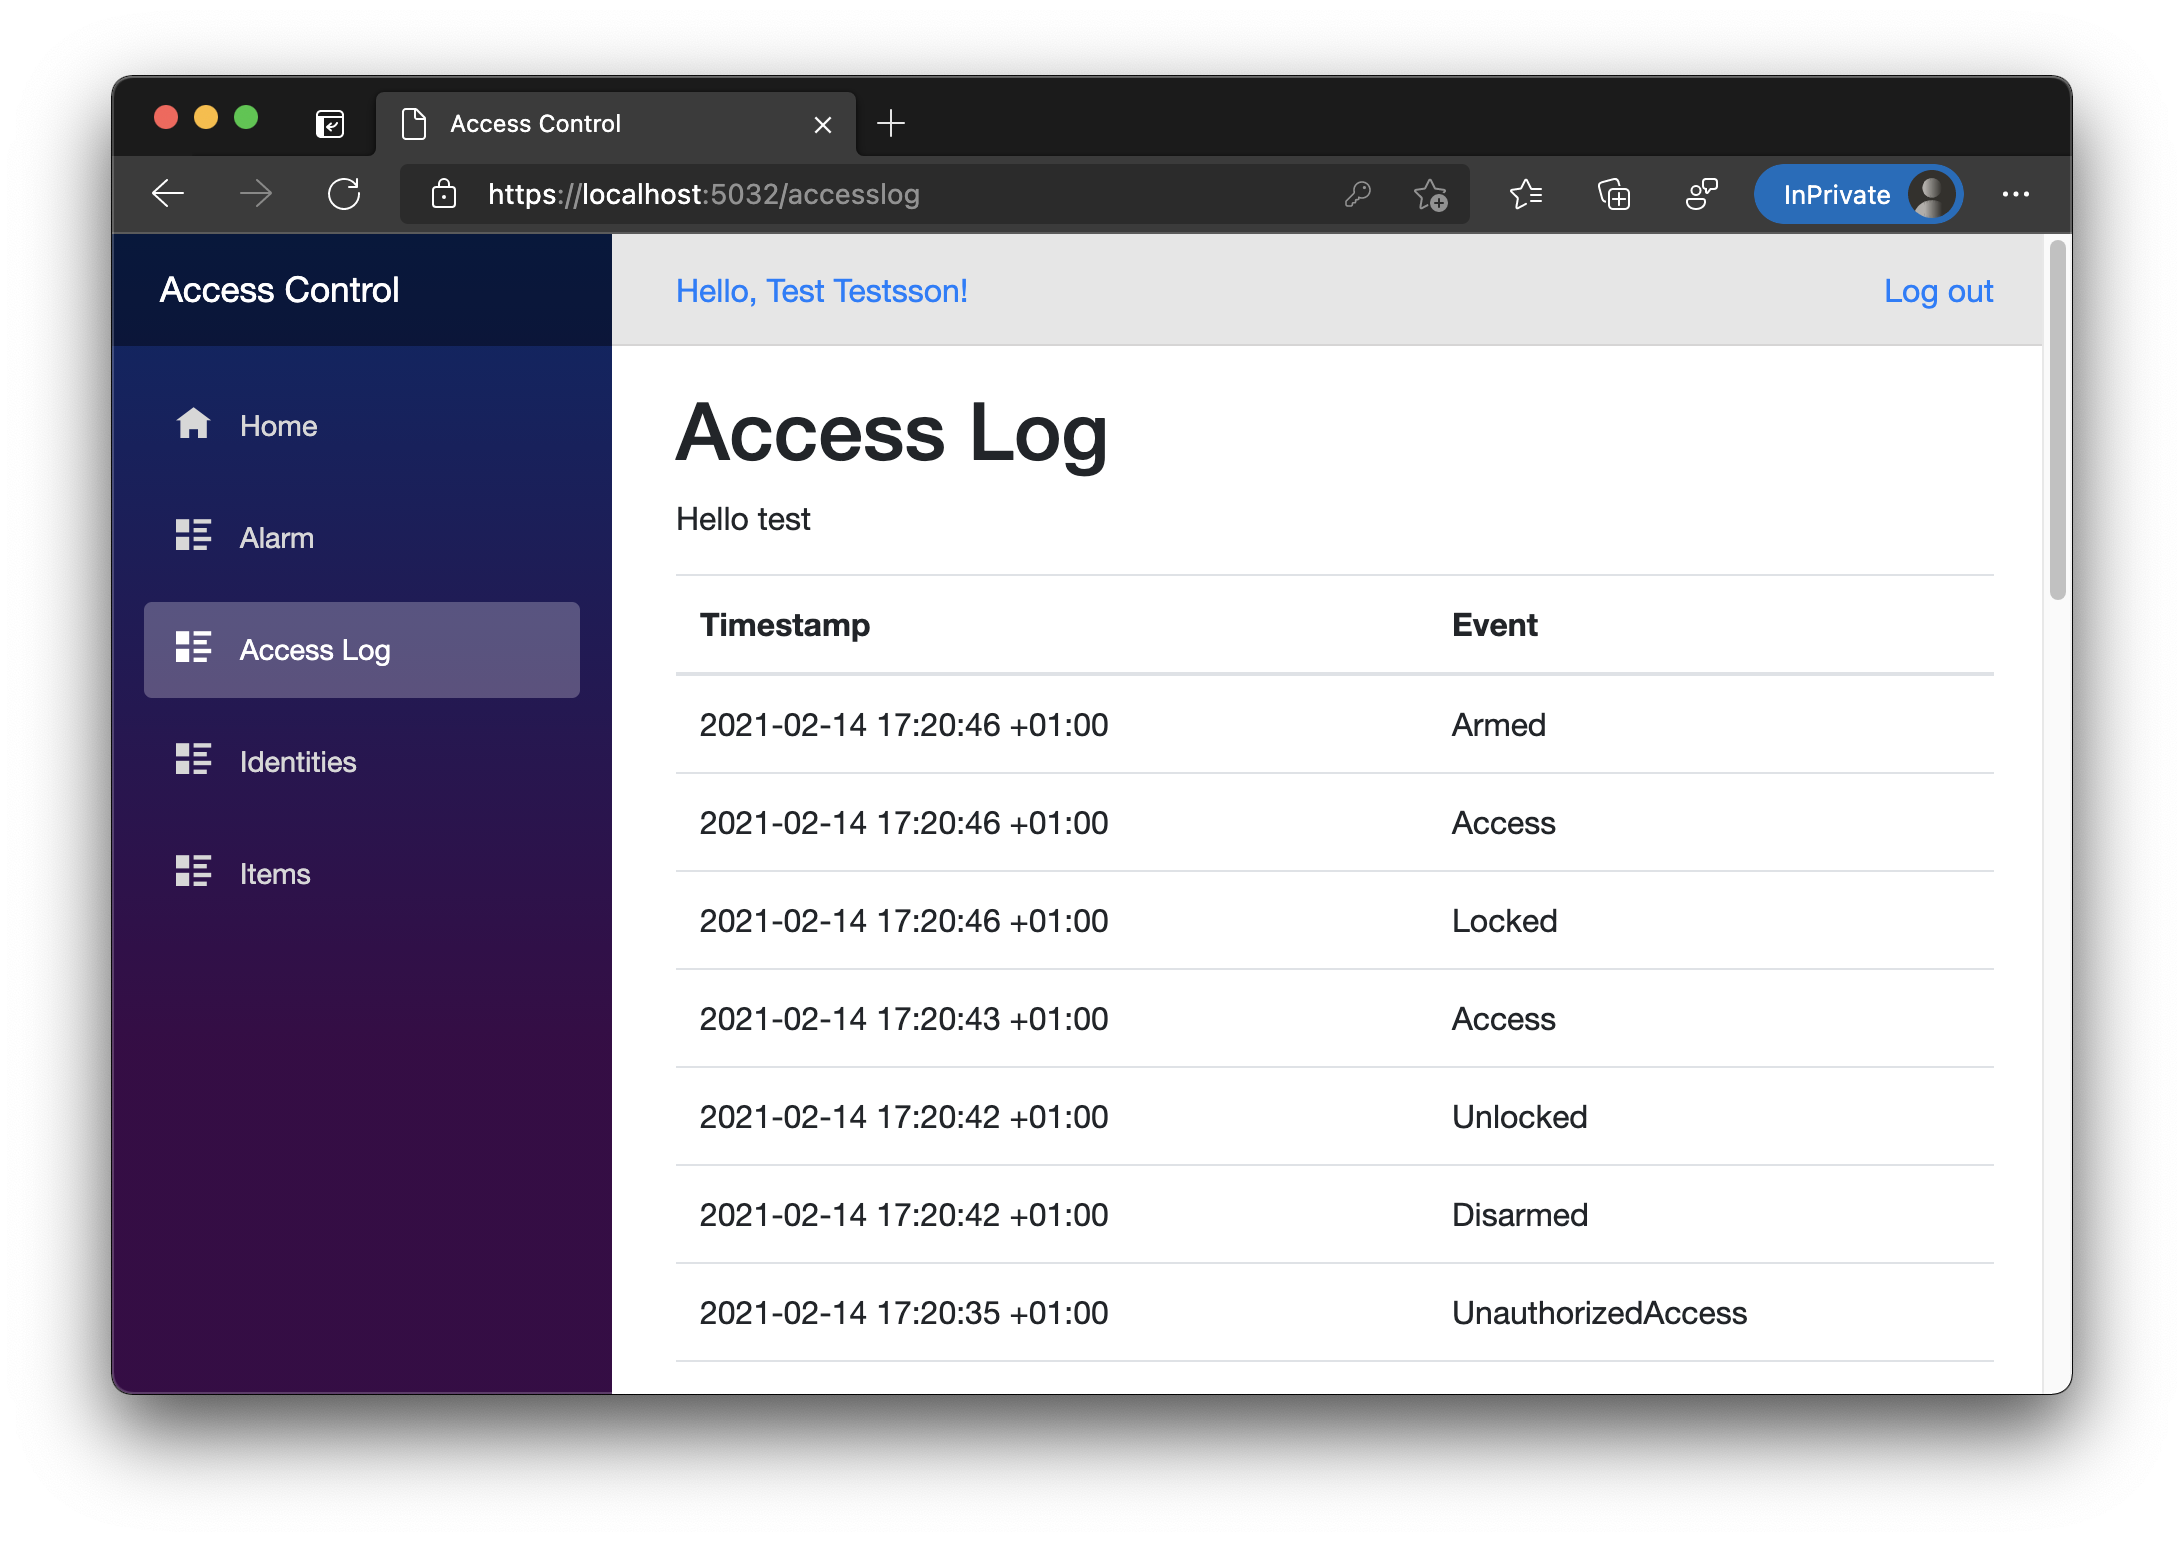 Access Control
https://localhost:5032/accesslog
InPrivate
Access Control
Hello, Test Testsson!
Log out
Home
Alarm
Access Log
Identities
Items
Access Log
Hello test
Timestamp Event
2021-02-14 17:20:46 +01:00 Armed
2021-02-14 17:20:46 +01:00 Access
2021-02-14 17:20:46 +01:00 Locked
2021-02-14 17:20:43 +01:00 Access
2021-02-14 17:20:42 +01:00 Unlocked
2021-02-14 17:20:42 +01:00 Disarmed
2021-02-14 17:20:35 +01:00 UnauthorizedAccess